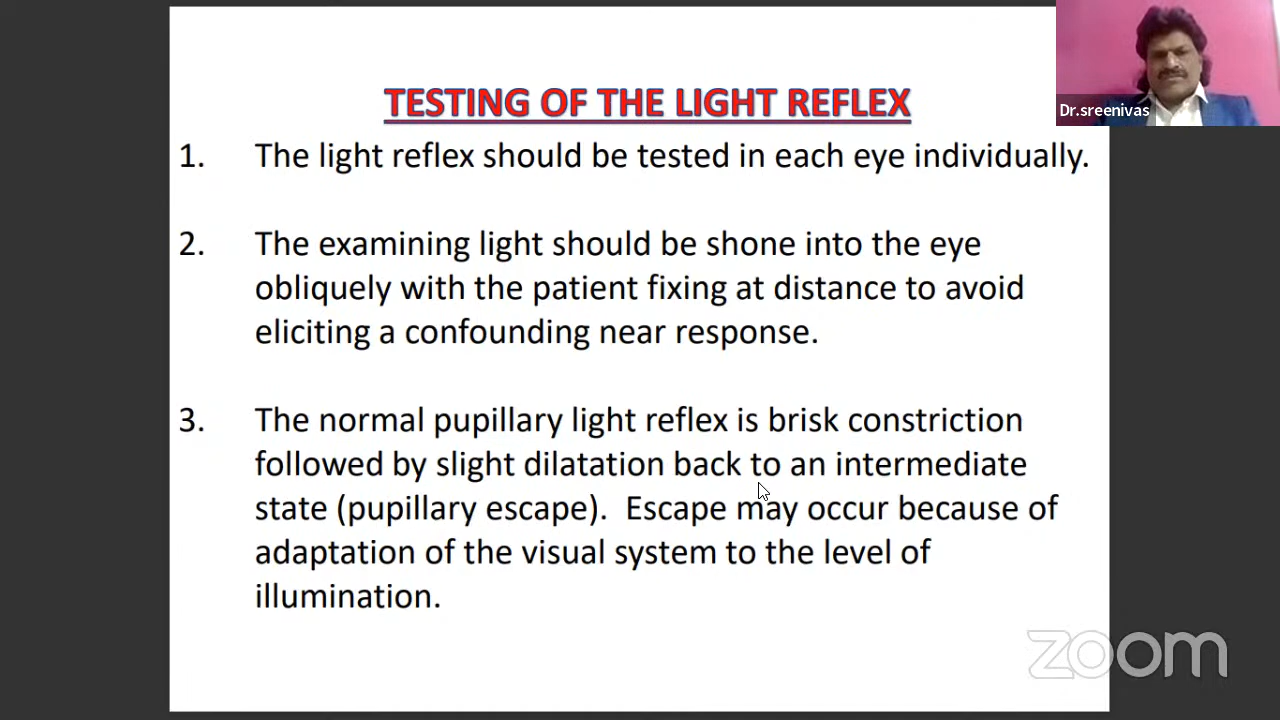 TESTING OF THE LIGHT REFLEX
Dr.sreenivas
1. The light reflex should be tested in each eye individually.
2. The examining light should be shone into the eye
obliquely with the patient fixing at distance to avoid
eliciting a confounding near response.
3. The normal pupillary light reflex is brisk constriction
followed by slight dilatation back to an intermediate
state (pupillary escape).  Escape may occur because of
adaptation of the visual system to the level of
illumination.
zoom